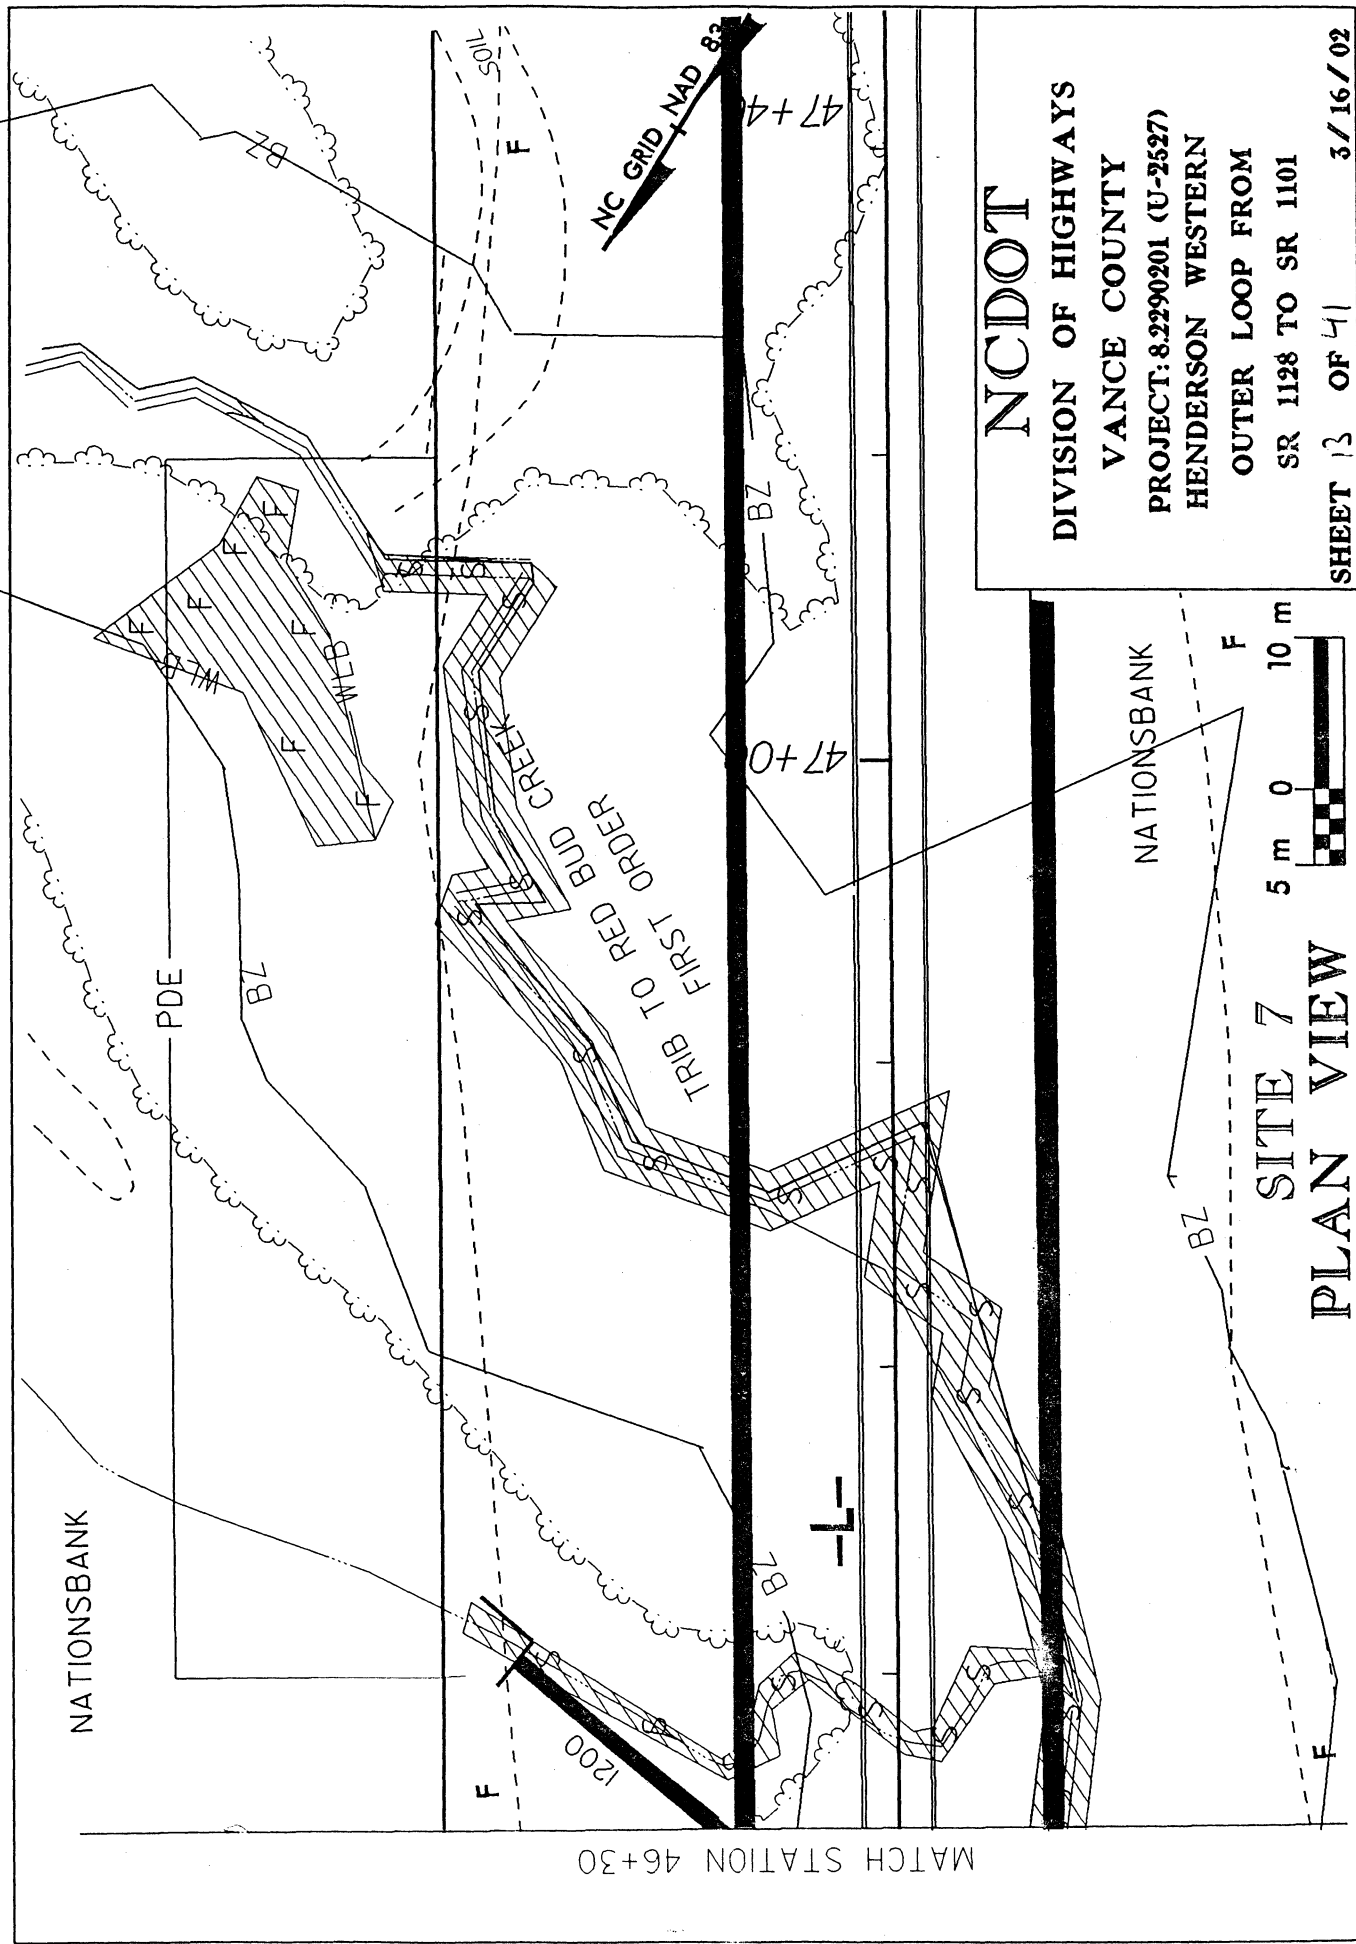 NATIONSBANK
PDE
BZ
BZ
SOIL
F
NC GRID NAD 83
WLB
WLB
F
F
F
F
F
F
F
S
S
S
S
S
S
S
S
TRIB TO RED BUD CREEK
FIRST ORDER
1200
F
S
S
S
S
S
S
S
S
S
S
S
S
S
S
BZ
BZ
-L-
47+0
47+4
MATCH STATION 46+30
NATIONSBANK
BZ
F
F
5 m 0 10 m
SITE 7
PLAN VIEW
NCDOT
DIVISION OF HIGHWAYS
VANCE COUNTY
PROJECT: 8.2290201 (U-2527)
HENDERSON WESTERN
OUTER LOOP FROM
SR 1128 TO SR 1101
SHEET 13 OF 41 3/16/02